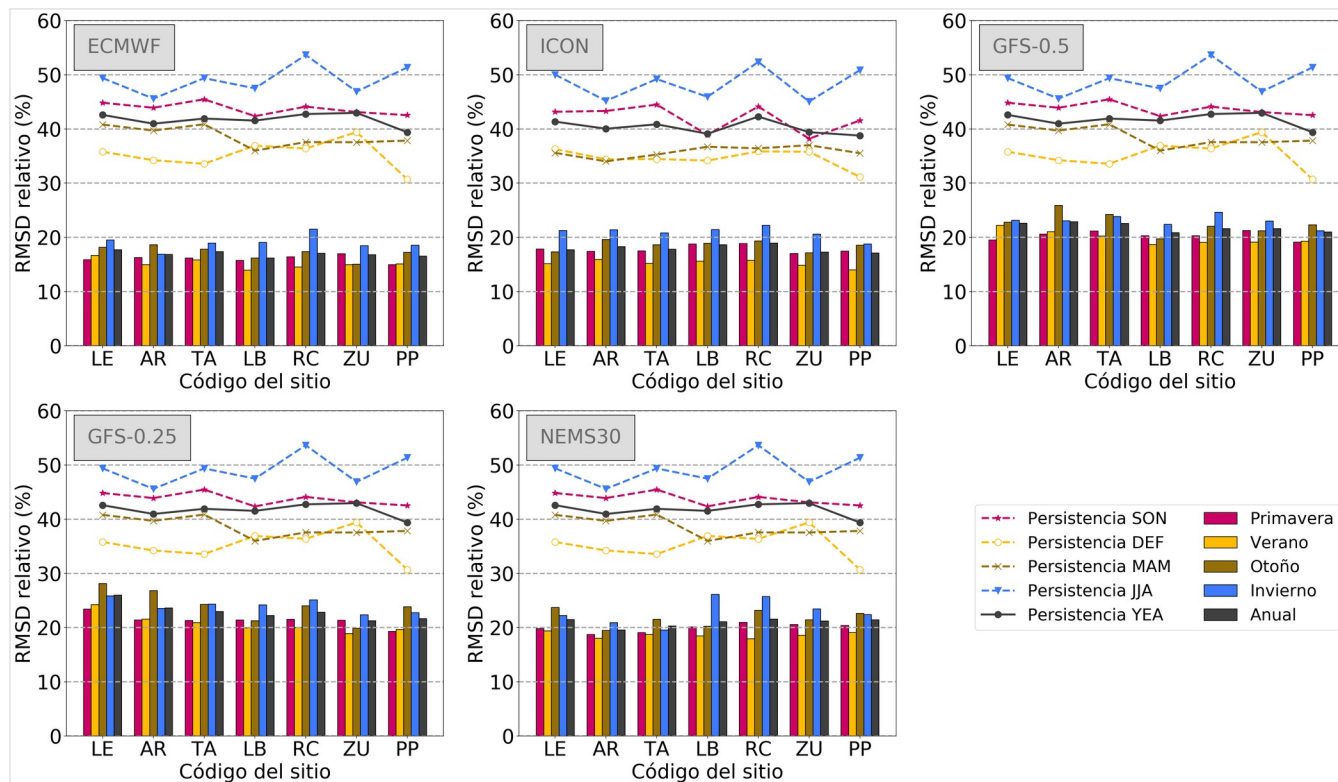 ECMWF
RMSD relativo (%)
60
50
40
30
20
10
0
LE AR TA LB RC ZU PP
Código del sitio
ICON
RMSD relativo (%)
60
50
40
30
20
10
0
LE AR TA LB RC ZU PP
Código del sitio
GFS-0.5
RMSD relativo (%)
60
50
40
30
20
10
0
LE AR TA LB RC ZU PP
Código del sitio
GFS-0.25
RMSD relativo (%)
60
50
40
30
20
10
0
LE AR TA LB RC ZU PP
Código del sitio
NEMS30
RMSD relativo (%)
60
50
40
30
20
10
0
LE AR TA LB RC ZU PP
Código del sitio
Persistencia SON
Persistencia DEF
Persistencia MAM
Persistencia JJA
Persistencia YEA
Primavera
Verano
Otoño
Invierno
Anual